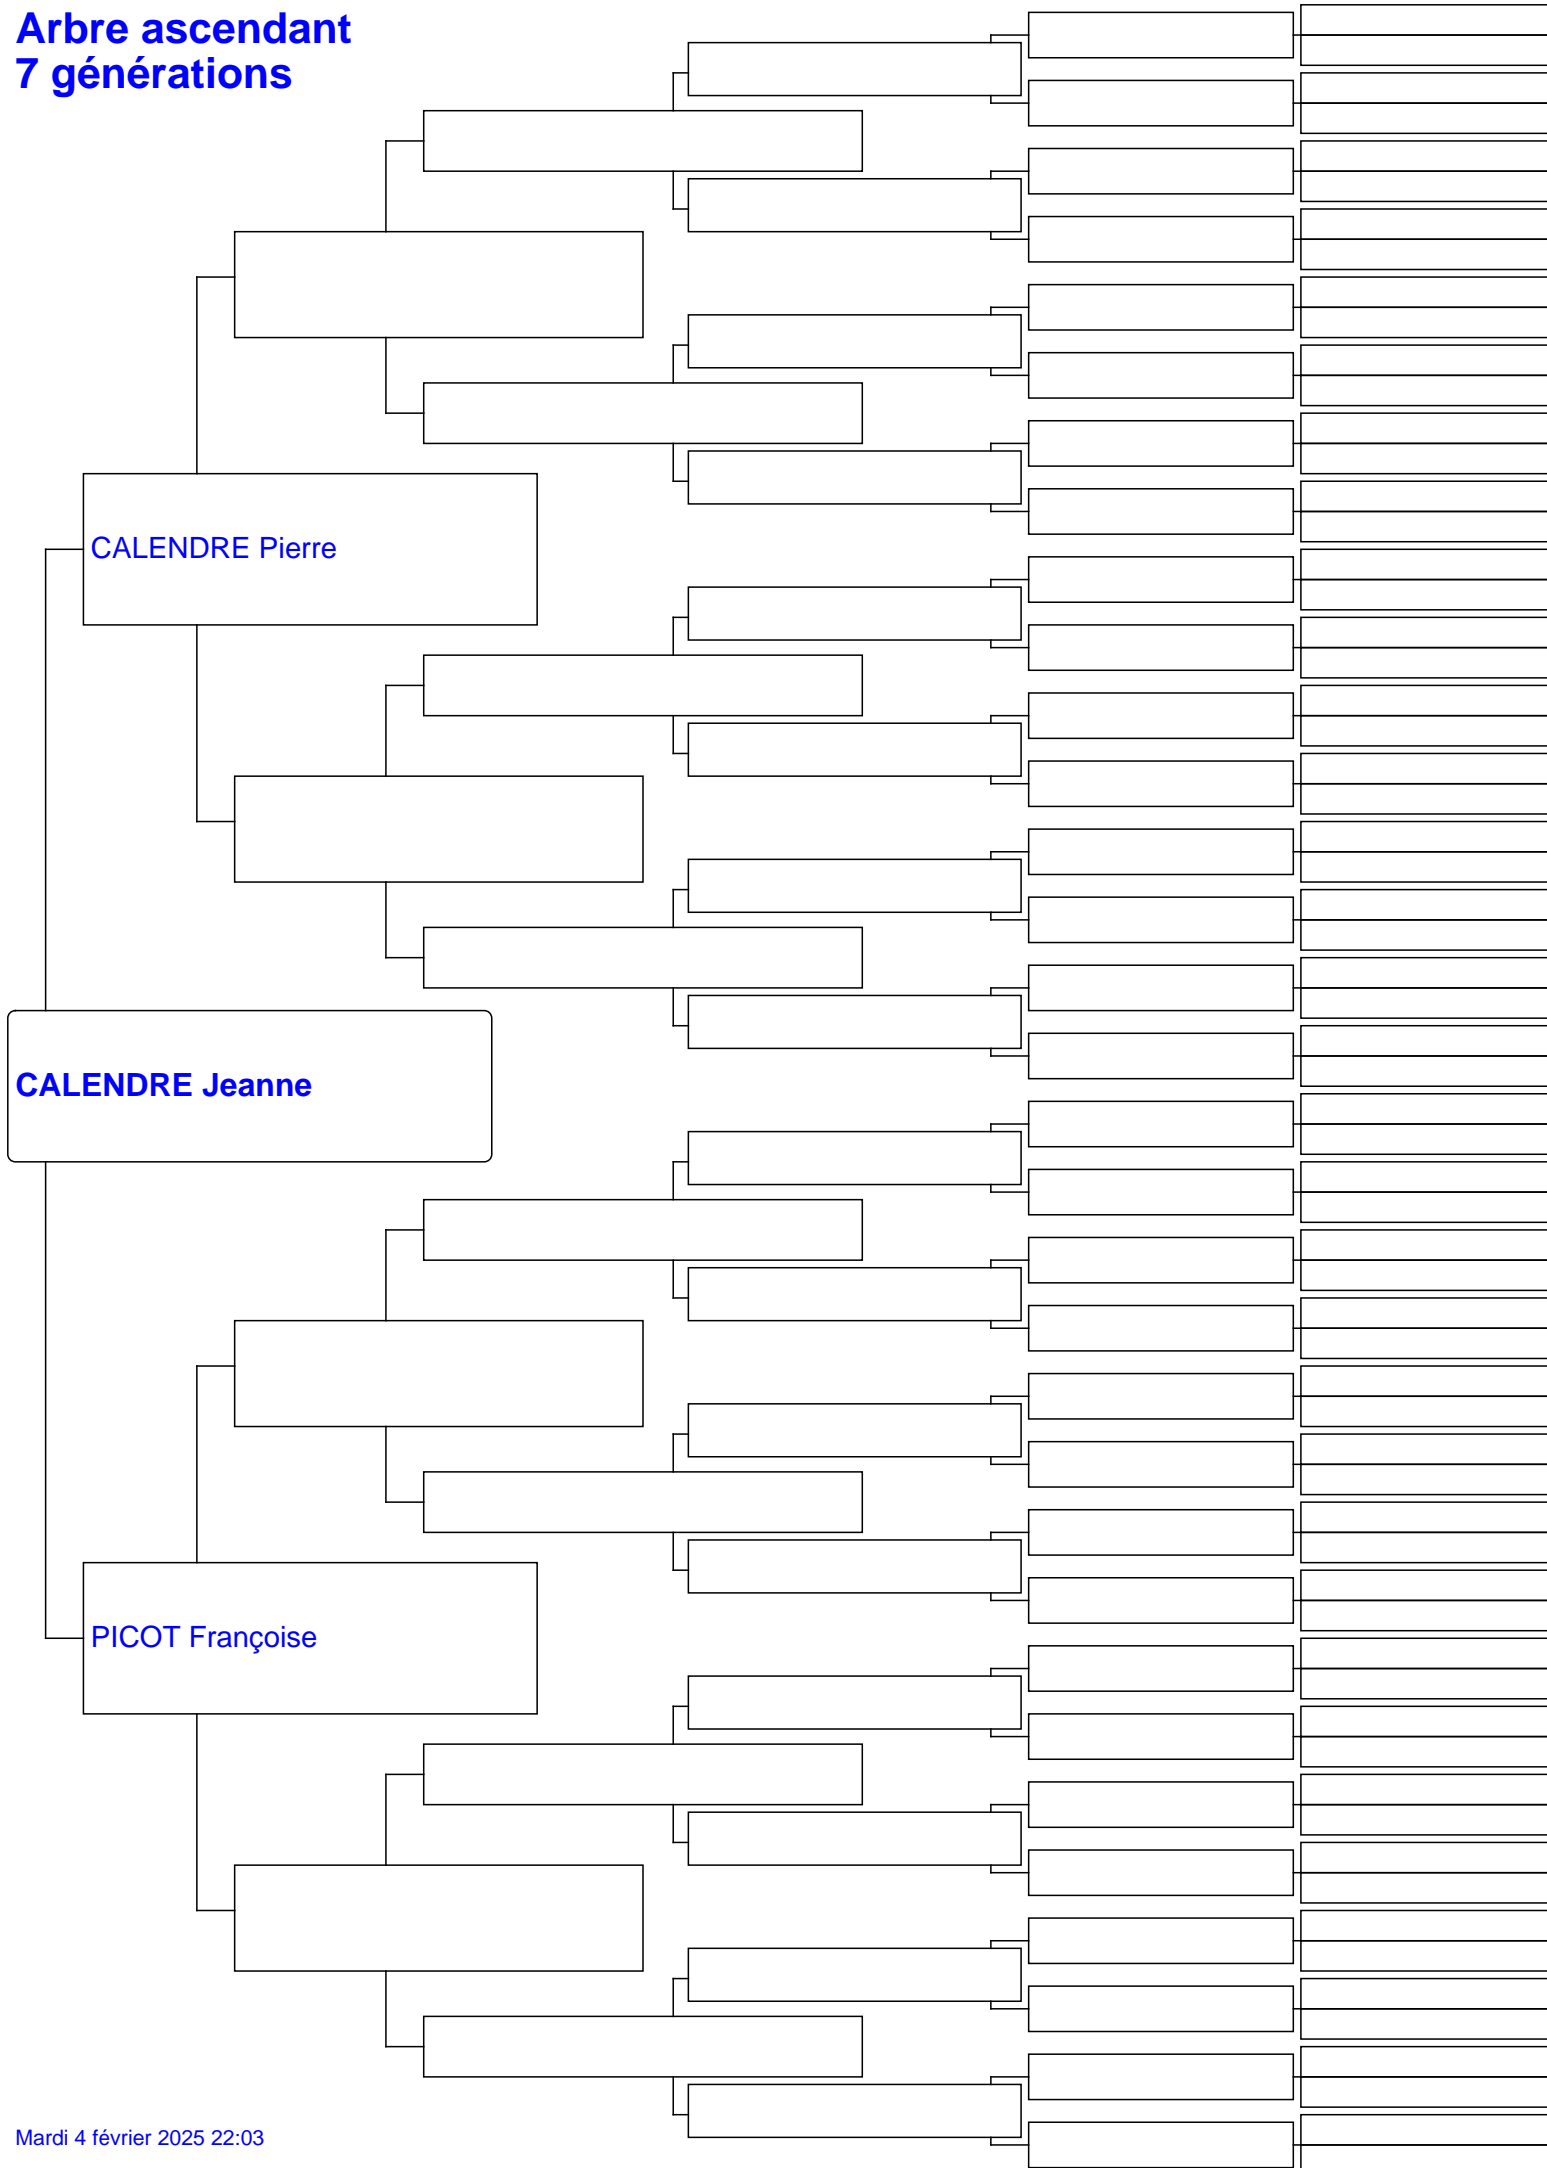 Arbre ascendant
7 générations
CALENDRE Pierre
CALENDRE Jeanne
PICOT Françoise
Mardi 4 février 2025 22:03